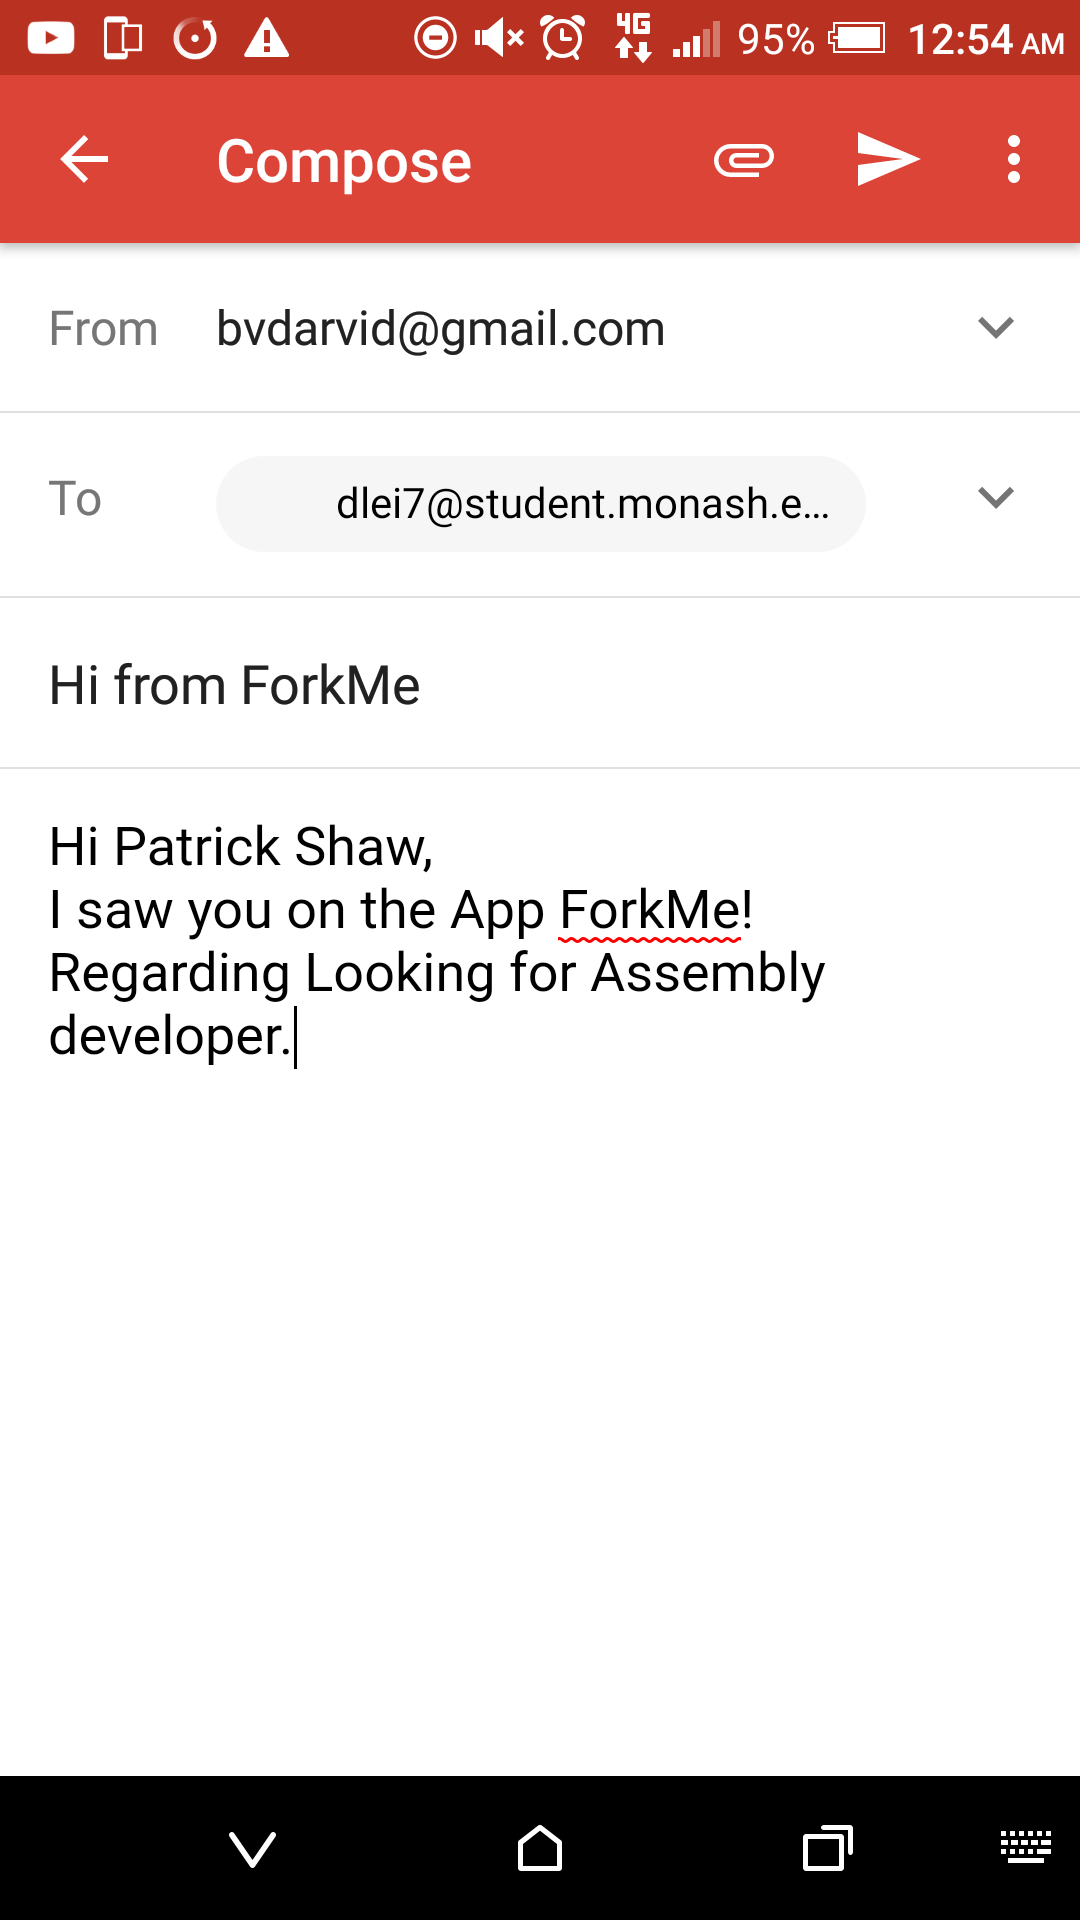 4G 95% 12:54 AM
Compose
From bvdarvid@gmail.com
To dlei7@student.monash.e...
Hi from ForkMe
Hi Patrick Shaw,
I saw you on the App ForkMe!
Regarding Looking for Assembly
developer.